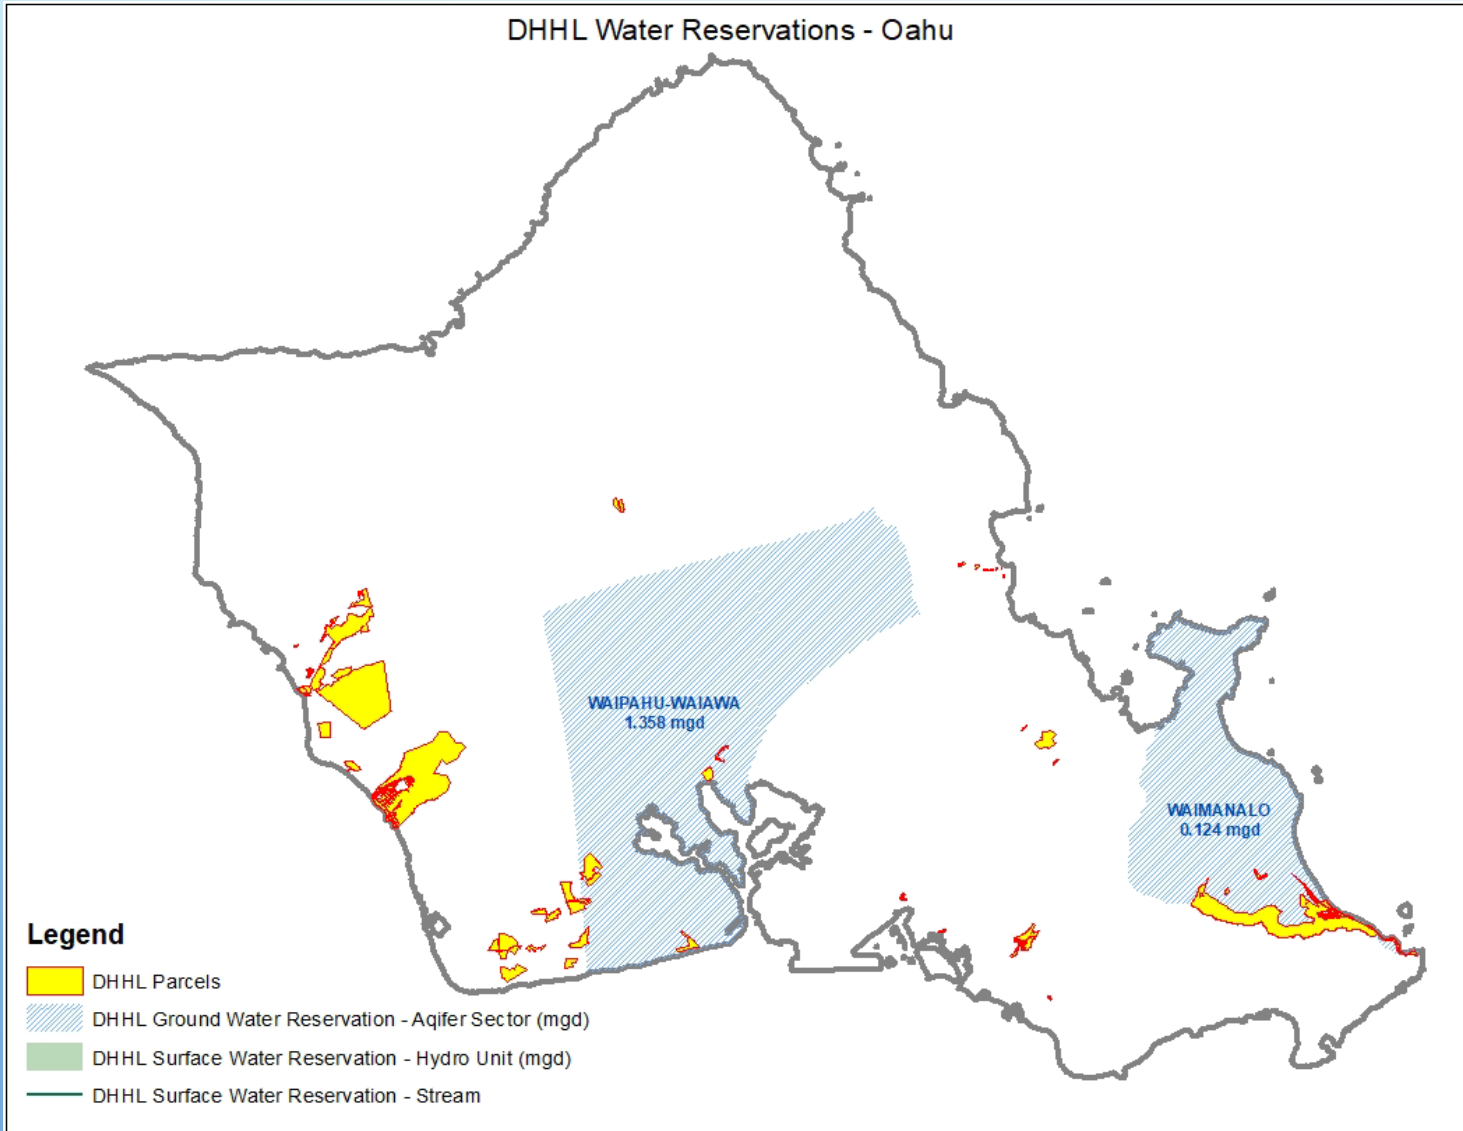 DHHL Water Reservations - Oahu
WAIPAHU-WAIAWA
1.358 mgd
WAIMANALO
0.124 mgd
Legend
DHHL Parcels
DHHL Ground Water Reservation - Aqifer Sector (mgd)
DHHL Surface Water Reservation - Hydro Unit (mgd)
DHHL Surface Water Reservation - Stream